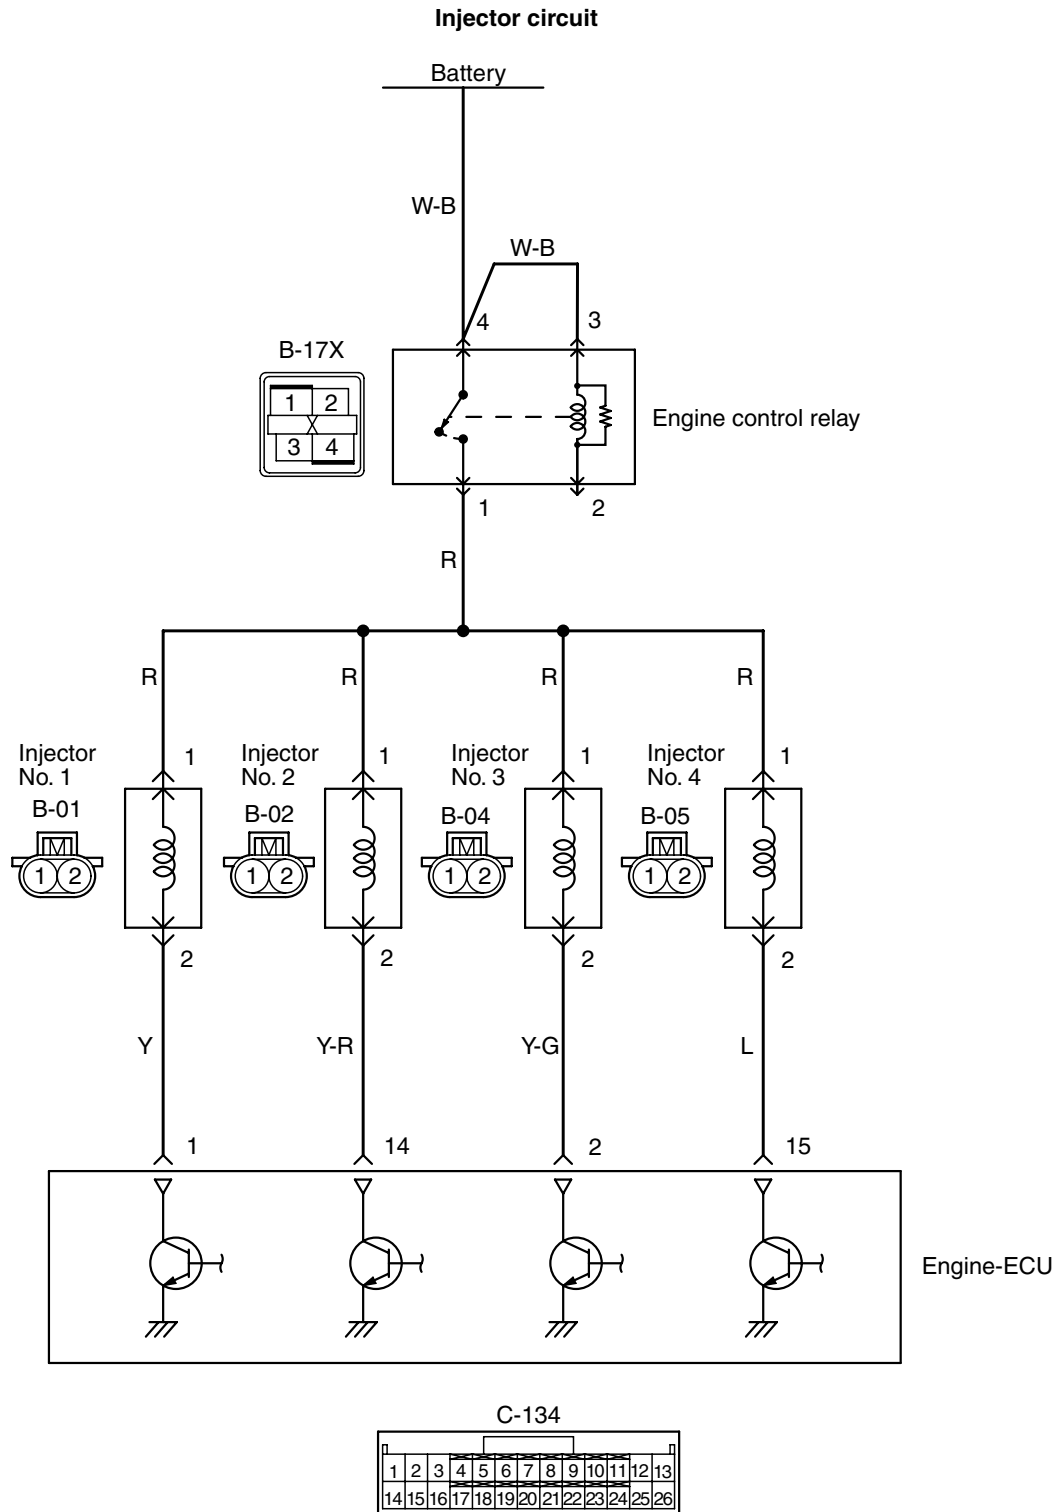 Injector circuit
Battery
W-B
W-B
4
3
B-17X
1 2
3 4
Engine control relay
1
2
R
R
R
R
R
Injector No. 1
1
Injector No. 2
1
Injector No. 3
1
Injector No. 4
1
B-01
B-02
B-04
B-05
1 2
1 2
1 2
1 2
2
2
2
2
Y
Y-R
Y-G
L
1
14
2
15
Engine-ECU
C-134
1 2 3 4 5 6 7 8 9 10 11 12 13
14 15 16 17 18 19 20 21 22 23 24 25 26